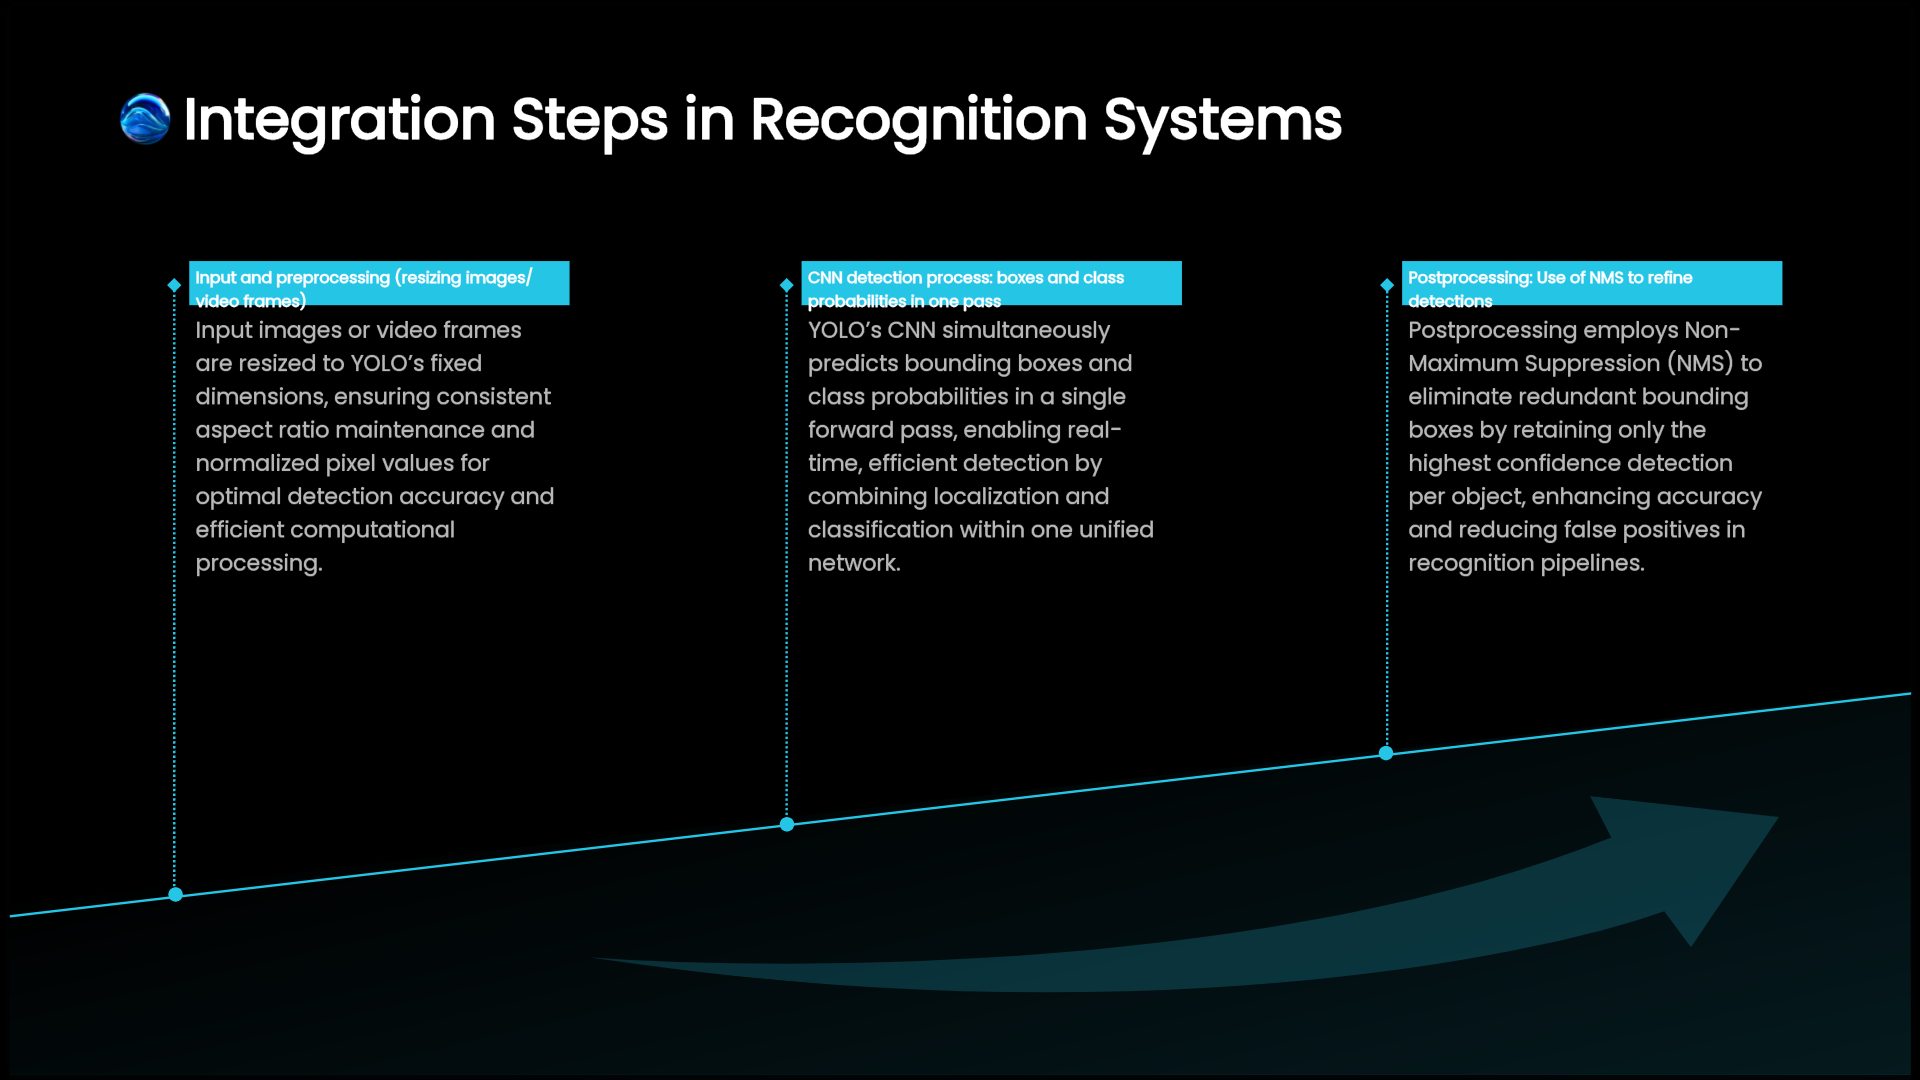 Integration Steps in Recognition Systems
Input and preprocessing (resizing images/
video frames)
Input images or video frames
are resized to YOLO’s fixed
dimensions, ensuring consistent
aspect ratio maintenance and
normalized pixel values for
optimal detection accuracy and
efficient computational
processing.
CNN detection process: boxes and class
probabilities in one pass
YOLO’s CNN simultaneously
predicts bounding boxes and
class probabilities in a single
forward pass, enabling real-
time, efficient detection by
combining localization and
classification within one unified
network.
Postprocessing: Use of NMS to refine
detections
Postprocessing employs Non-
Maximum Suppression (NMS) to
eliminate redundant bounding
boxes by retaining only the
highest confidence detection
per object, enhancing accuracy
and reducing false positives in
recognition pipelines.